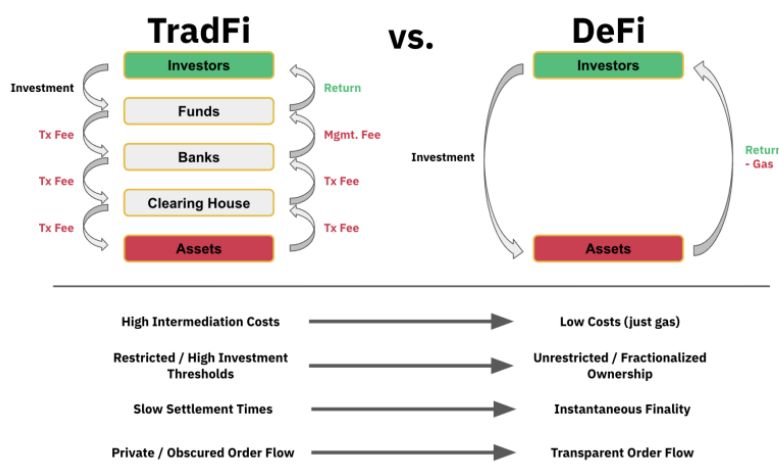 TradFi vs. DeFi
Investors
Investors
Investment
Return
Funds
Tx Fee
Mgmt. Fee
Banks
Investment
Return
- Gas
Tx Fee
Tx Fee
Clearing House
Tx Fee
Tx Fee
Assets
Assets
High Intermediation Costs
Low Costs (just gas)
Restricted / High Investment
Thresholds
Unrestricted / Fractionalized
Ownership
Slow Settlement Times
Instantaneous Finality
Private / Obscured Order Flow
Transparent Order Flow